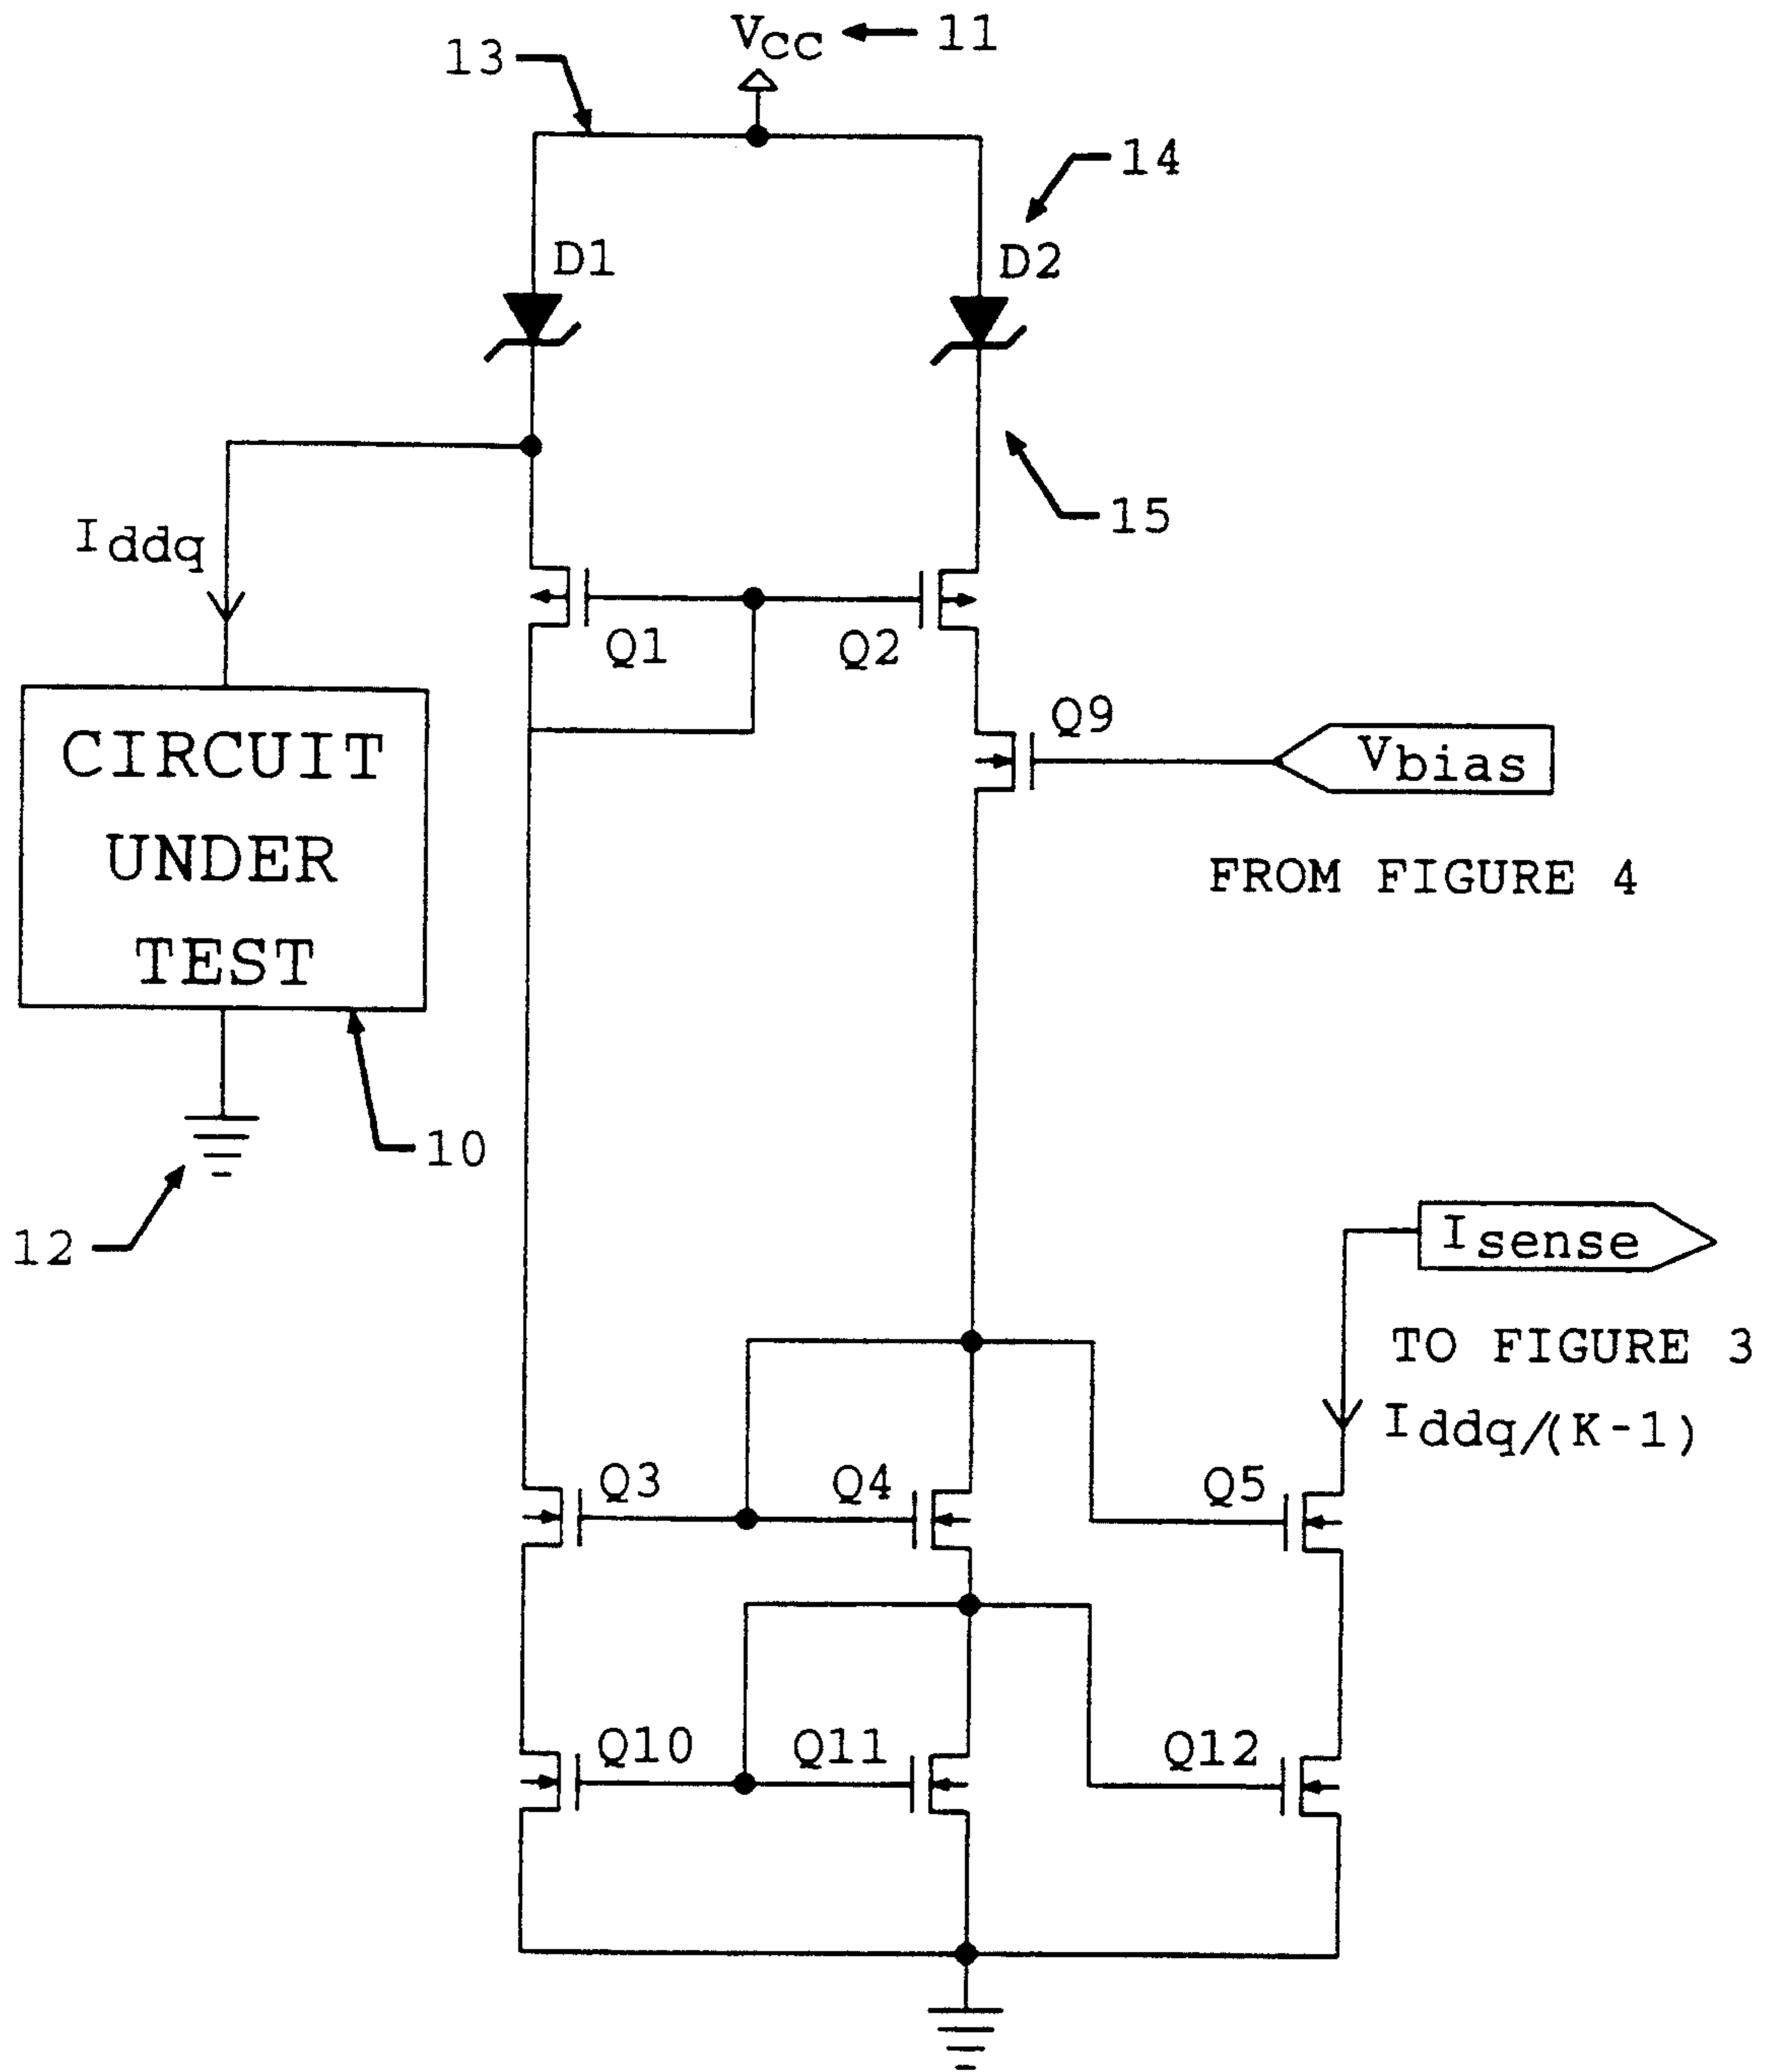 Vcc
11
13
14
D1
D2
15
Iddq
Q1
Q2
Q9
Vbias
CIRCUIT
UNDER
TEST
FROM FIGURE 4
10
12
Isense
TO FIGURE 3
Iddq/(K-1)
Q3
Q4
Q5
Q10
Q11
Q12